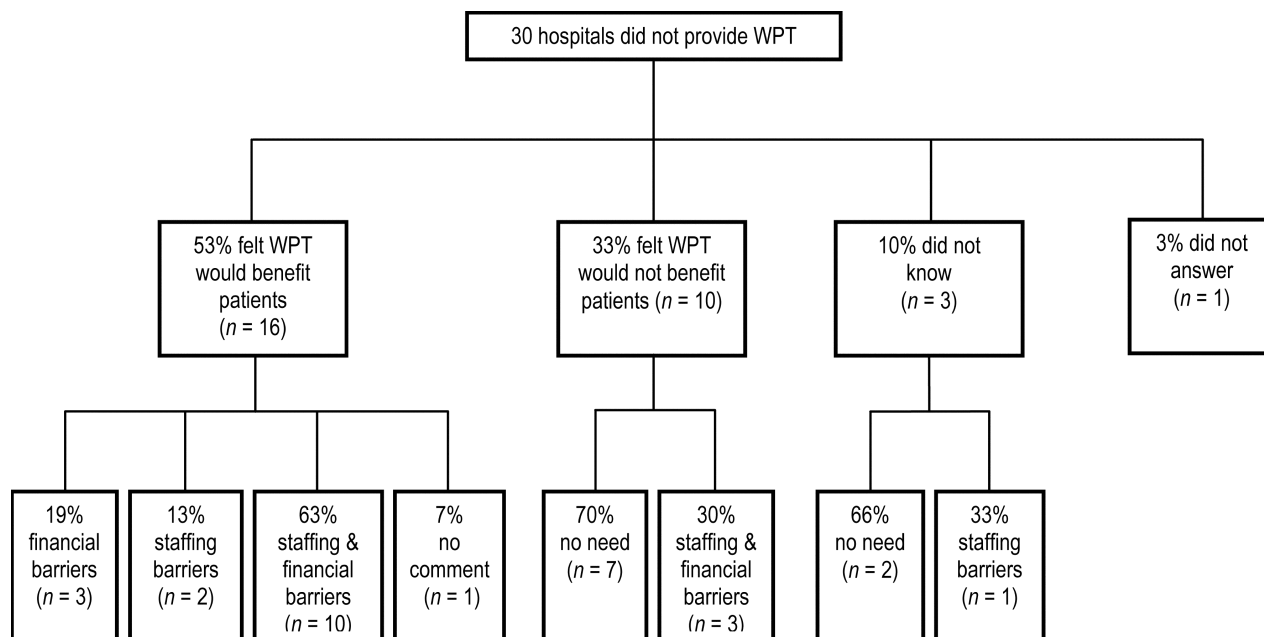 30 hospitals did not provide WPT
53% felt WPT
would benefit
patients
(n = 16)
33% felt WPT
would not benefit
patients (n = 10)
10% did not
know
(n = 3)
3% did not
answer
(n = 1)
19%
financial
barriers
(n = 3)
13%
staffing
barriers
(n = 2)
63%
staffing &
financial
barriers
(n = 10)
7%
no
comment
(n = 1)
70%
no need
(n = 7)
30%
staffing &
financial
barriers
(n = 3)
66%
no need
(n = 2)
33%
staffing
barriers
(n = 1)